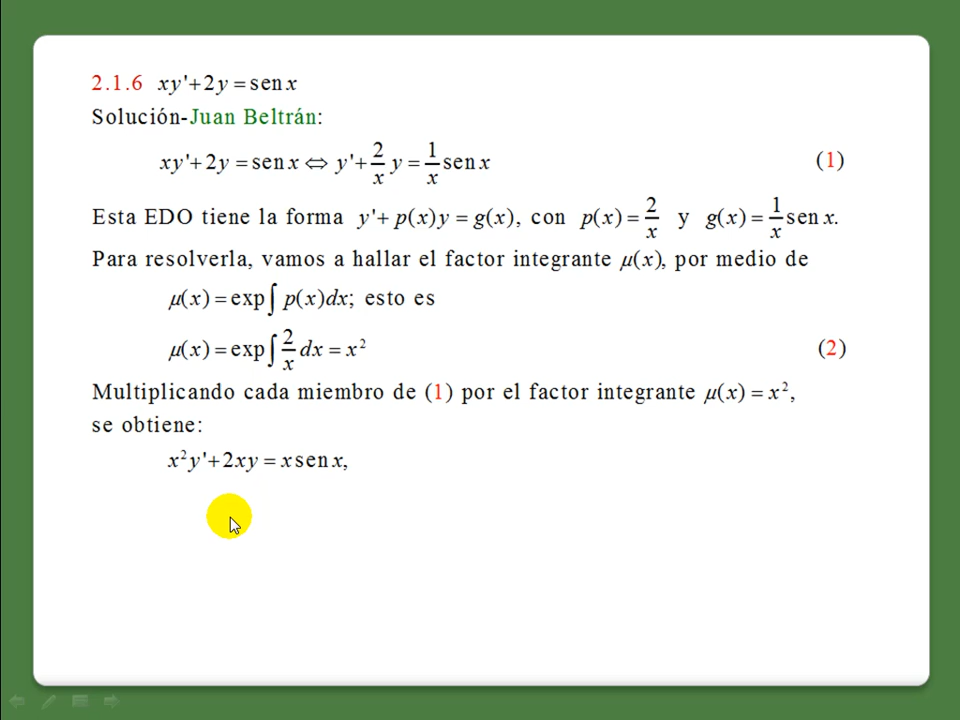 2.1.6 xy'+2y = sen x
Solución-Juan Beltrán:
xy'+2y = sen x ⇔ y'+ 2/x y = 1/x sen x (1)
Esta EDO tiene la forma y'+ p(x)y = g(x), con p(x) = 2/x y g(x) = 1/x sen x.
Para resolverla, vamos a hallar el factor integrante μ(x), por medio de
μ(x) = exp∫ p(x)dx; esto es
μ(x) = exp∫ 2/x dx = x² (2)
Multiplicando cada miembro de (1) por el factor integrante μ(x) = x²,
se obtiene:
x²y'+2xy = x sen x,